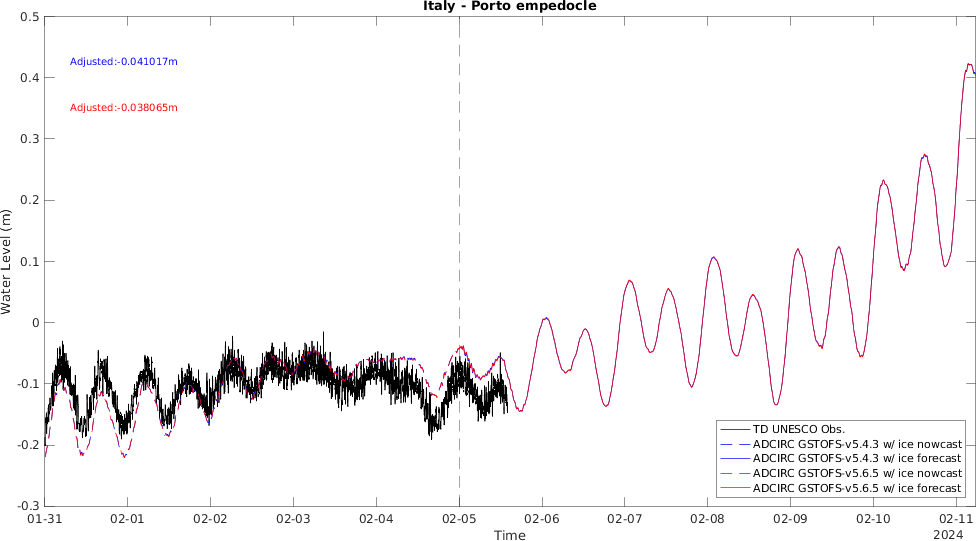 Italy - Porto empedocle
0.5
0.4
0.3
0.2
0.1
0
-0.1
-0.2
-0.3
Water Level (m)
Adjusted:-0.041017m
Adjusted:-0.038065m
TD UNESCO Obs.
ADCIRC GSTOFS-v5.4.3 w/ ice nowcast
ADCIRC GSTOFS-v5.4.3 w/ ice forecast
ADCIRC GSTOFS-v5.6.5 w/ ice nowcast
ADCIRC GSTOFS-v5.6.5 w/ ice forecast
01-31 02-01 02-02 02-03 02-04 02-05 02-06 02-07 02-08 02-09 02-10 02-11
Time
2024